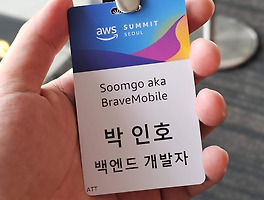 aws
SUMMIT
SEOUL
Soomgo aka
BraveMobile
박 인호
백엔드 개발자
ATT